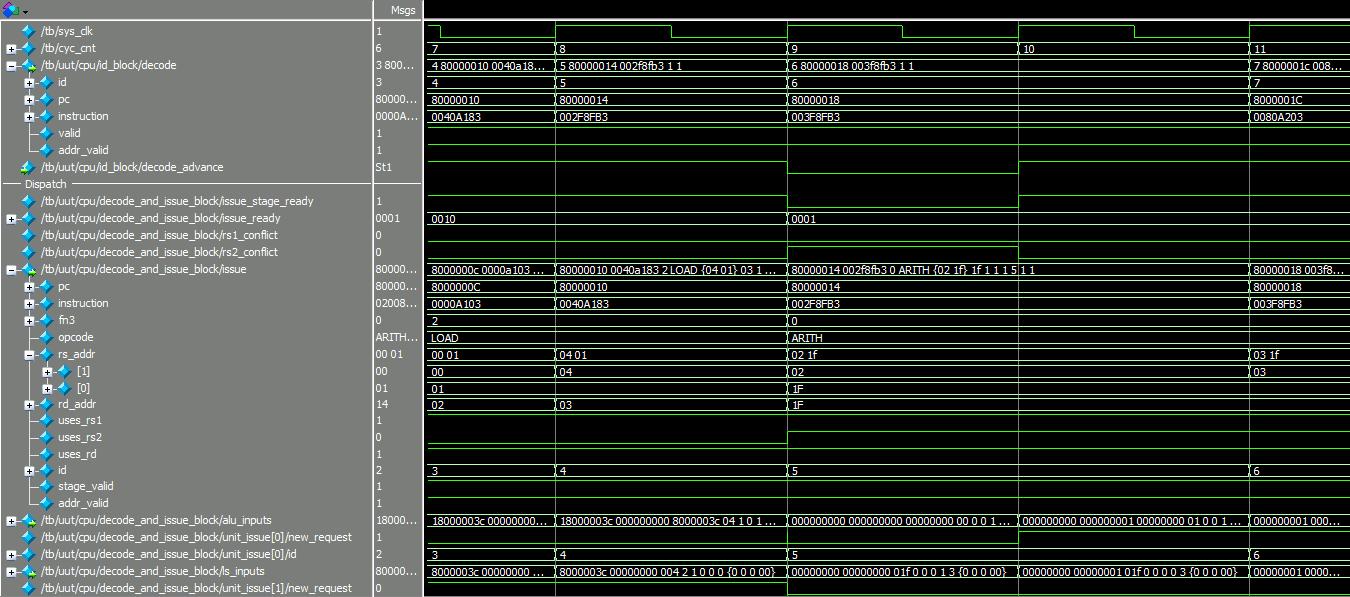 Msgs
/tb/sys_clk 1
/tb/cyc_cnt 6 7 8 9 10 11
/tb/uut/cpu/id_block/decode 3 800... 4 80000010 0040a18... 5 80000014 002f8fb3 1 1 6 80000018 003f8fb3 1 1 7 8000001c 008...
id 3 4 5 6 7
pc 80000... 80000010 80000014 80000018 8000001C
instruction 0000A... 0040A183 002F8FB3 003F8FB3 0080A203
valid 1
addr_valid 1
/tb/uut/cpu/id_block/decode_advance St1
Dispatch
/tb/uut/cpu/decode_and_issue_block/issue_stage_ready 1
/tb/uut/cpu/decode_and_issue_block/issue_ready 0001 0010 0001
/tb/uut/cpu/decode_and_issue_block/rs1_conflict 0
/tb/uut/cpu/decode_and_issue_block/rs2_conflict 0
/tb/uut/cpu/decode_and_issue_block/issue 80000... 8000000c 0000a103 ... 80000010 0040a183 2 LOAD {04 01} 03 1 ... 80000014 002f8fb3 0 ARITH {02 1f} 1f 1 1 1 5 1 1 80000018 003f8...
pc 80000... 8000000C 80000010 80000014 80000018
instruction 02008... 0000A103 0040A183 002F8FB3 003F8FB3
fn3 0 2 0
opcode ARITH... LOAD ARITH
rs_addr 00 01 00 01 04 01 02 1f 03 1f
[1] 00 00 04 02 03
[0] 01 01 1F
rd_addr 14 02 03 1F
uses_rs1 1
uses_rs2 0
uses_rd 1
id 2 3 4 5 6
stage_valid 1
addr_valid 1
/tb/uut/cpu/decode_and_issue_block/alu_inputs 18000... 18000003c 00000000... 18000003c 000000000 8000003c 04 1 0 1 ... 000000000 000000000 00000000 00 0 0 1 ... 000000000 000000001 00000000 01 0 0 1 ... 000000001 000...
/tb/uut/cpu/decode_and_issue_block/unit_issue[0]/new_request 1
/tb/uut/cpu/decode_and_issue_block/unit_issue[0]/id 2 3 4 5 6
/tb/uut/cpu/decode_and_issue_block/ls_inputs 80000... 8000003c 00000000 ... 8000003c 00000000 004 2 1 0 0 0 {0 0 0 00} 00000000 00000000 01f 0 0 0 1 3 {0 0 0 00} 00000000 00000001 01f 0 0 0 0 3 {0 0 0 00} 00000001 0000...
/tb/uut/cpu/decode_and_issue_block/unit_issue[1]/new_request 0